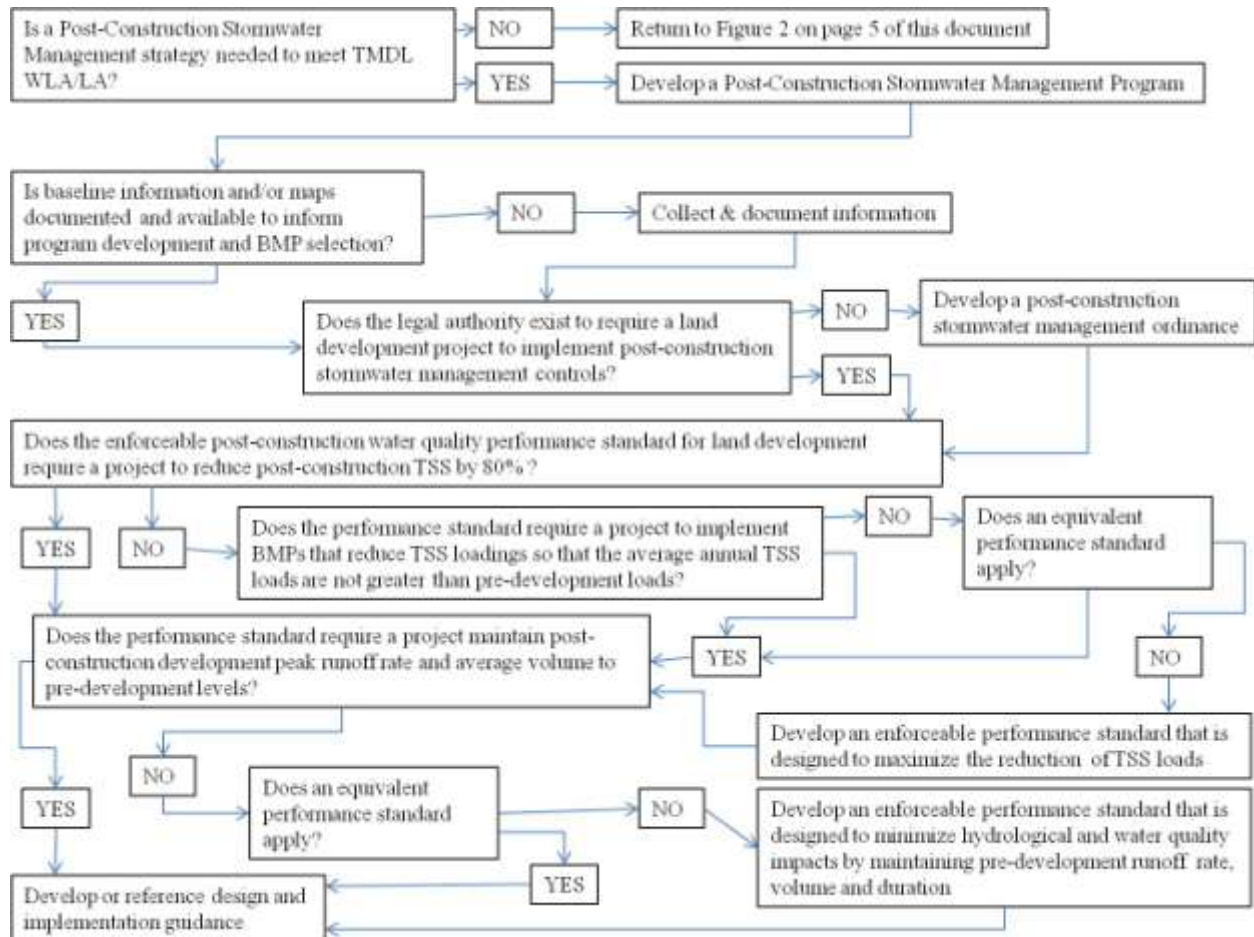 Is a Post-Construction Stormwater
Management strategy needed to meet TMDL
WLA/LA?
NO
Return to Figure 2 on page 5 of this document
YES
Develop a Post-Construction Stormwater Management Program
Is baseline information and/or maps
documented and available to inform
program development and BMP selection?
NO
Collect & document information
YES
Does the legal authority exist to require a land
development project to implement post-construction
stormwater management controls?
NO
Develop a post-construction
stormwater management ordinance
YES
Does the enforceable post-construction water quality performance standard for land development
require a project to reduce post-construction TSS by 80% ?
YES
NO
Does the performance standard require a project to implement
BMPs that reduce TSS loadings so that the average annual TSS
loads are not greater than pre-development loads?
NO
Does an equivalent
performance standard
apply?
Does the performance standard require a project maintain post-
construction development peak runoff rate and average volume to
pre-development levels?
YES
NO
Develop an enforceable performance standard that is
designed to maximize the reduction of TSS loads
YES
NO
Does an equivalent
performance standard
apply?
NO
YES
Develop an enforceable performance standard that is
designed to minimize hydrological and water quality
impacts by maintaining pre-development runoff rate,
volume and duration
Develop or reference design and
implementation guidance